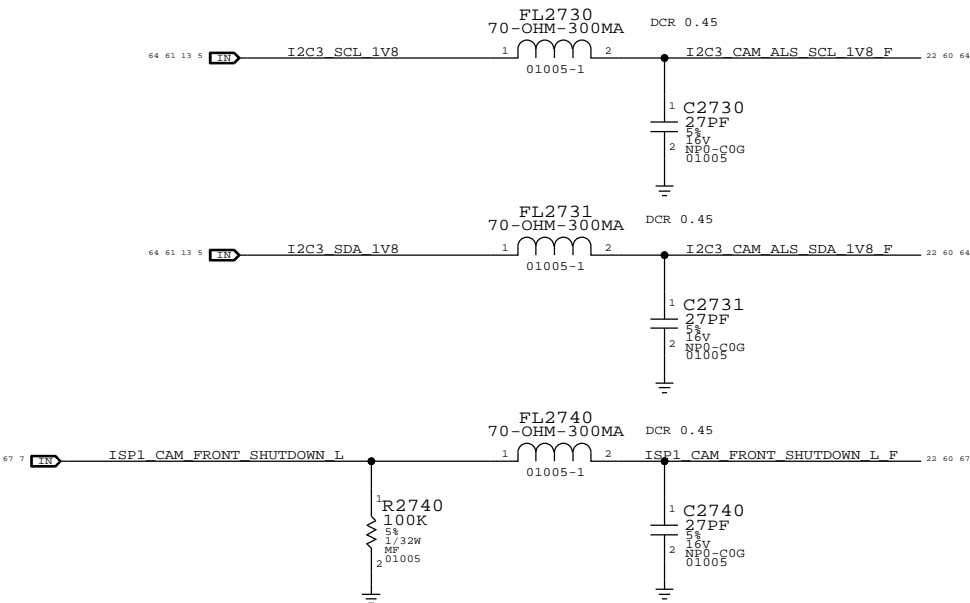 FL2730
70-OHM-300MA DCR 0.45
64 61 13 5 IN I2C3_SCL_1V8 1 2 I2C3_CAM_ALS_SCL_1V8_F 22 60 64
01005-1
1 C2730
27PF
5%
16V
2 NP0-C0G
01005
FL2731
70-OHM-300MA DCR 0.45
64 61 13 5 IN I2C3_SDA_1V8 1 2 I2C3_CAM_ALS_SDA_1V8_F 22 60 64
01005-1
1 C2731
27PF
5%
16V
2 NP0-C0G
01005
FL2740
70-OHM-300MA DCR 0.45
67 7 IN ISP1_CAM_FRONT_SHUTDOWN_L 1 2 ISP1_CAM_FRONT_SHUTDOWN_L_F 22 60 67
01005-1
1 R2740
100K
5%
1/32W
MF
2 01005
1 C2740
27PF
5%
16V
2 NP0-C0G
01005